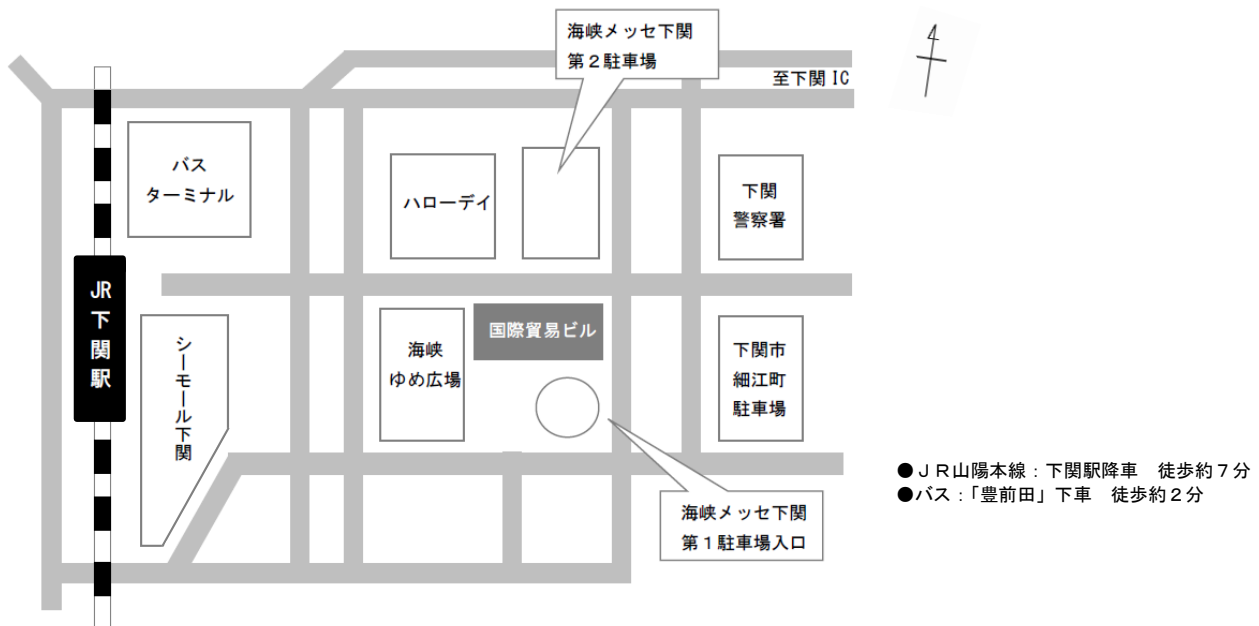 海峡メッセ下関
第２駐車場
至下関 IC
バス
ターミナル
ハローデイ
下関
警察署
JR下関駅
シーモール下関
海峡
ゆめ広場
国際貿易ビル
下関市
細江町
駐車場
海峡メッセ下関
第１駐車場入口
●ＪＲ山陽本線：下関駅降車　徒歩約７分
●バス：「豊前田」下車　徒歩約２分